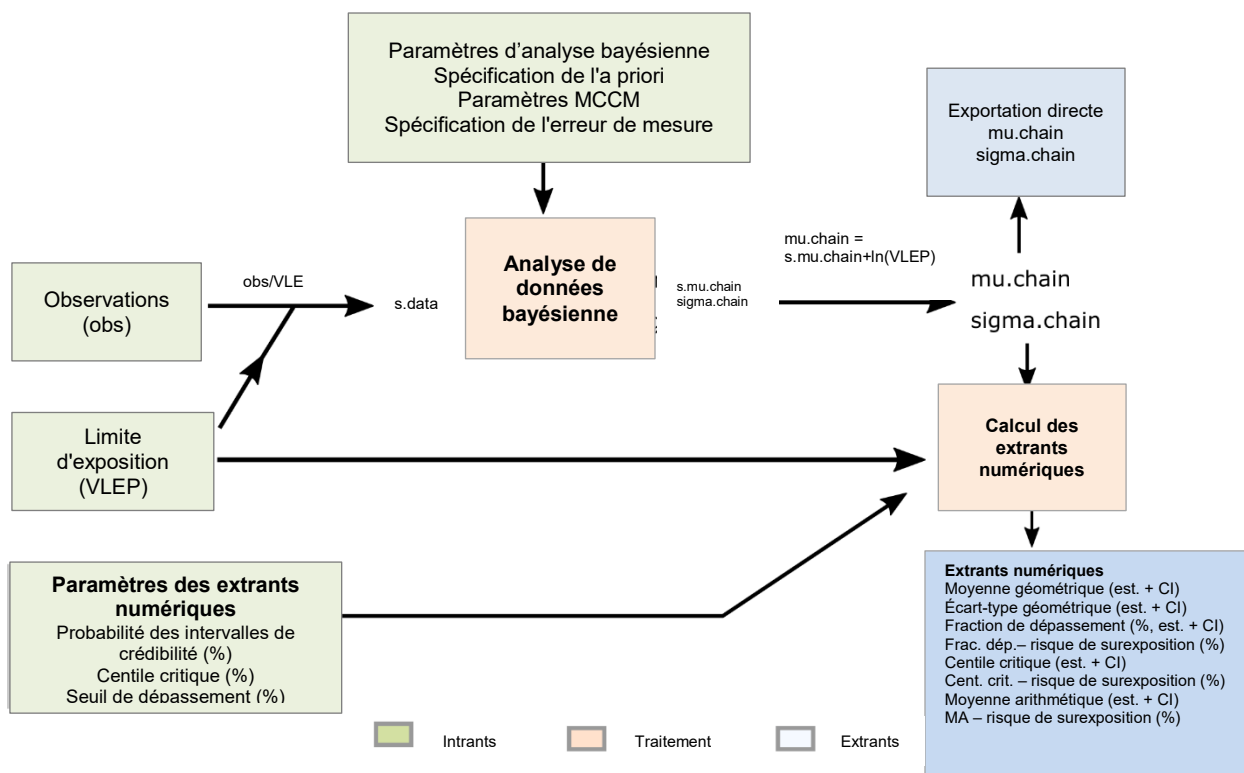 Paramètres d’analyse bayésienne
Spécification de l'a priori
Paramètres MCCM
Spécification de l'erreur de mesure
Exportation directe
mu.chain
sigma.chain
Observations
(obs)
obs/VLE
s.data
Analyse de
données
bayésienne
s.mu.chain
sigma.chain
mu.chain =
s.mu.chain+ln(VLEP)
mu.chain
sigma.chain
Limite
d'exposition
(VLEP)
Calcul des
extrants
numériques
Paramètres des extrants
numériques
Probabilité des intervalles de
crédibilité (%)
Centile critique (%)
Seuil de dépassement (%)
Extrants numériques
Moyenne géométrique (est. + CI)
Écart-type géométrique (est. + CI)
Fraction de dépassement (%, est. + CI)
Frac. dép.– risque de surexposition (%)
Centile critique (est. + CI)
Cent. crit. – risque de surexposition (%)
Moyenne arithmétique (est. + CI)
MA – risque de surexposition (%)
Intrants
Traitement
Extrants